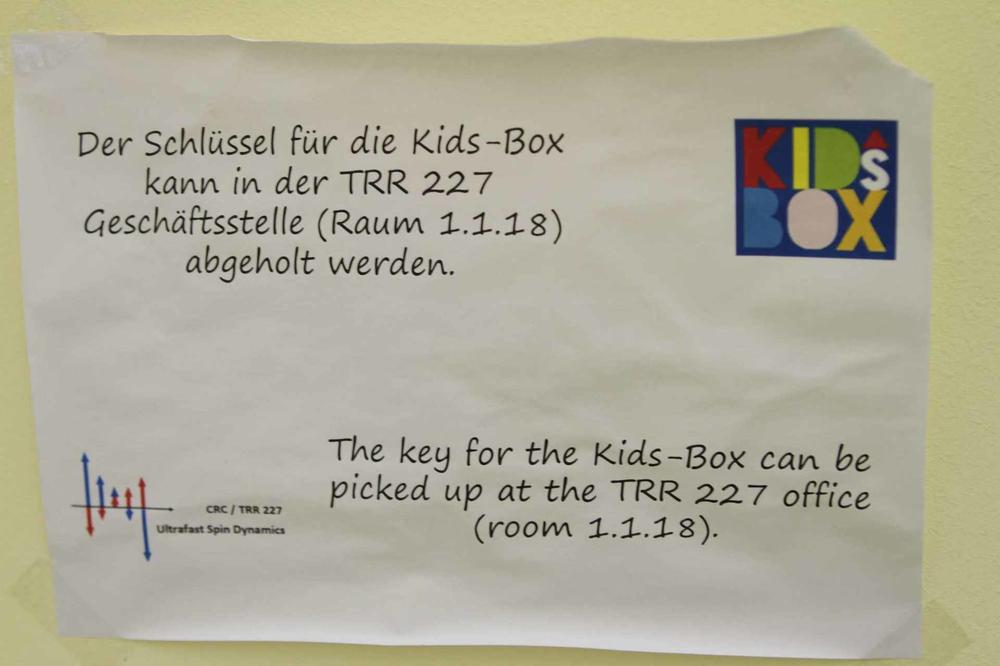 Der Schlüssel für die Kids-Box
kann in der TRR 227
Geschäftsstelle (Raum 1.1.18)
abgeholt werden.
KIDS
BOX
The key for the Kids-Box can be
picked up at the TRR 227 office
(room 1.1.18).
CRC / TRR 227
Ultrafast Spin Dynamics